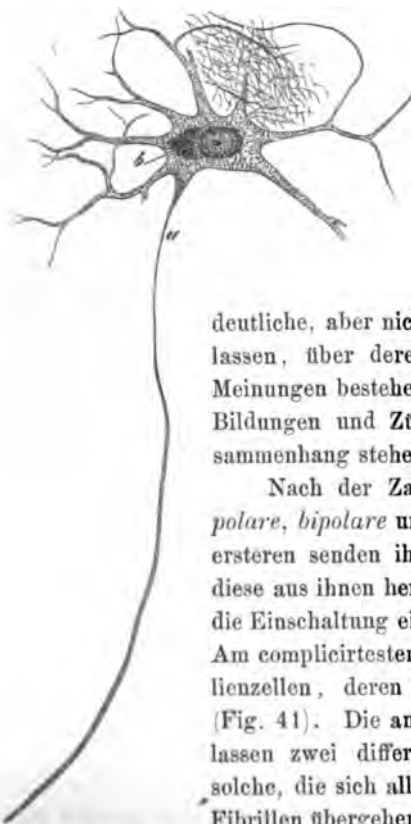 b
a
deutliche, aber nic
lassen, über dere
Meinungen bestehe
Bildungen und Zü
sammenhang stehe
Nach der Za
polare, bipolare un
ersteren senden ih
diese aus ihnen her
die Einschaltung ei
Am complicirtesten
lienzellen, deren
(Fig. 41). Die an
lassen zwei differ
solche, die sich all
Fibrillen übergehen